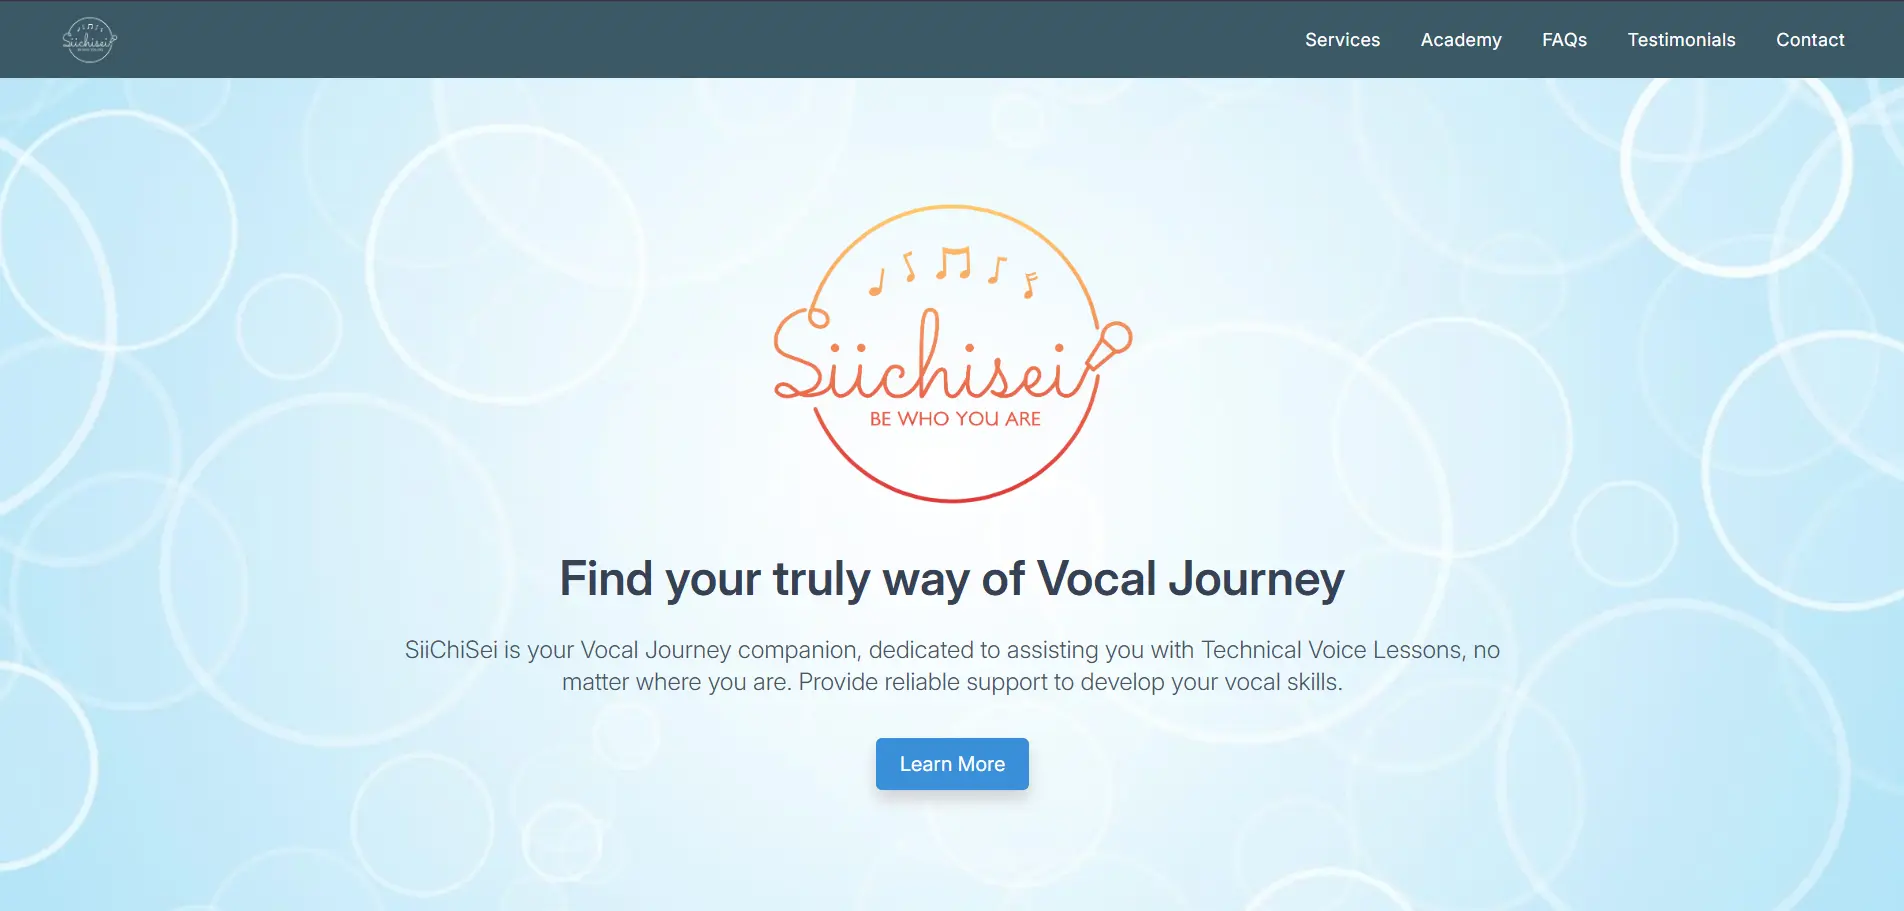 Siichisei
Services
Academy
FAQs
Testimonials
Contact
Siichisei
BE WHO YOU ARE
Find your truly way of Vocal Journey
SiiChiSei is your Vocal Journey companion, dedicated to assisting you with Technical Voice Lessons, no
matter where you are. Provide reliable support to develop your vocal skills.
Learn More